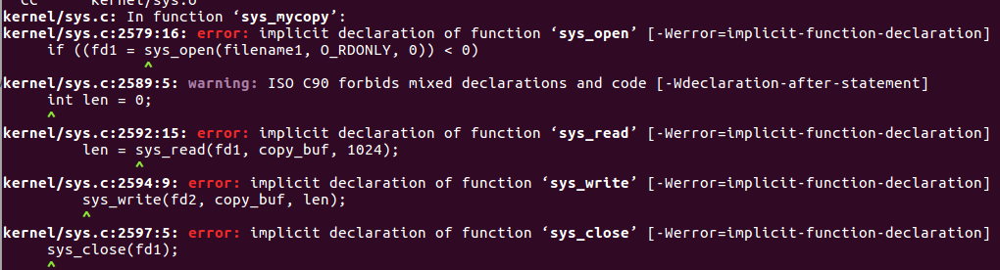 CC      kernel/sys.o
kernel/sys.c: In function ‘sys_mycopy’:
kernel/sys.c:2579:16: error: implicit declaration of function ‘sys_open’ [-Werror=implicit-function-declaration]
     if ((fd1 = sys_open(filename1, O_RDONLY, 0)) < 0)
                ^
kernel/sys.c:2589:5: warning: ISO C90 forbids mixed declarations and code [-Wdeclaration-after-statement]
     int len = 0;
     ^
kernel/sys.c:2592:15: error: implicit declaration of function ‘sys_read’ [-Werror=implicit-function-declaration]
         len = sys_read(fd1, copy_buf, 1024);
               ^
kernel/sys.c:2594:9: error: implicit declaration of function ‘sys_write’ [-Werror=implicit-function-declaration]
         sys_write(fd2, copy_buf, len);
         ^
kernel/sys.c:2597:5: error: implicit declaration of function ‘sys_close’ [-Werror=implicit-function-declaration]
     sys_close(fd1);
     ^